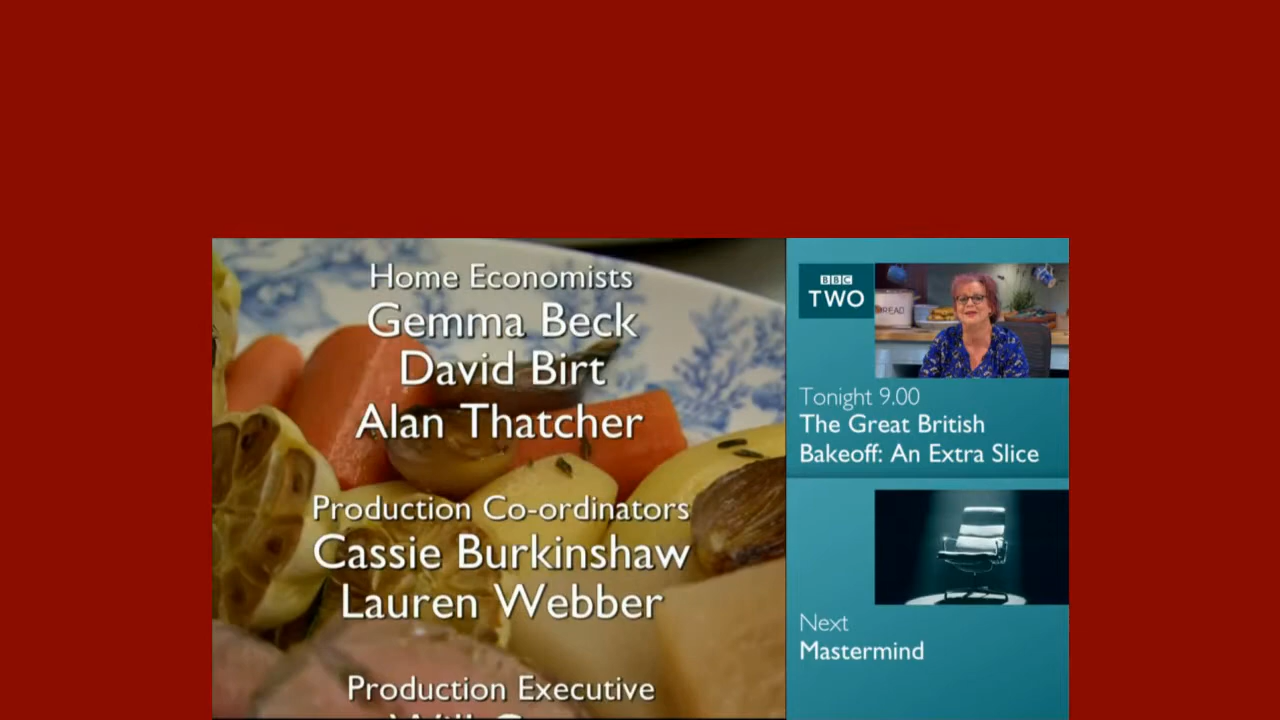 Home Economists
Gemma Beck
David Birt
Alan Thatcher
Production Co-ordinators
Cassie Burkinshaw
Lauren Webber
Production Executive
BBC
TWO
Tonight 9.00
The Great British
Bakeoff: An Extra Slice
Next
Mastermind